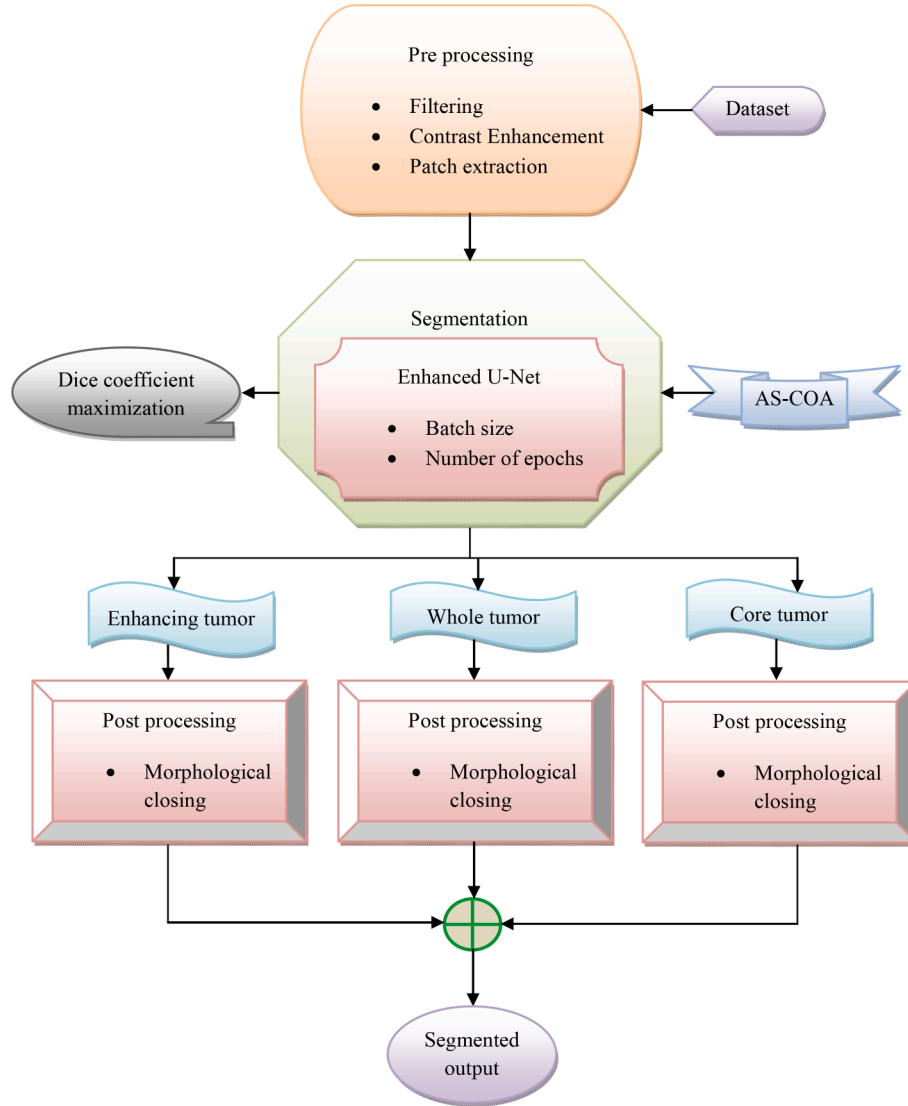 Pre processing
• Filtering
• Contrast Enhancement
• Patch extraction
Dataset
Segmentation
Enhanced U-Net
• Batch size
• Number of epochs
Dice coefficient
maximization
AS-COA
Enhancing tumor
Whole tumor
Core tumor
Post processing
• Morphological
closing
Post processing
• Morphological
closing
Post processing
• Morphological
closing
Segmented
output